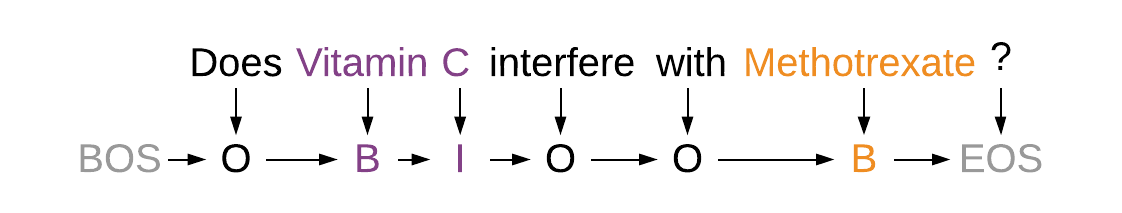 Does Vitamin C interfere with Methotrexate ?
BOS O B I O O B EOS